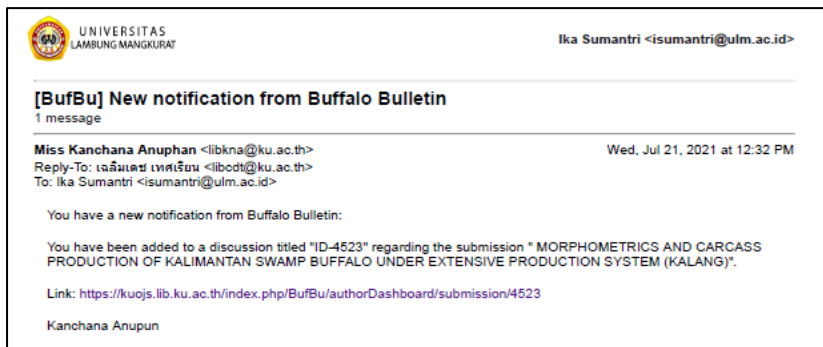 UNIVERSITAS
LAMBUNG MANGKURAT
Ika Sumantri <isumantri@ulm.ac.id>
[BufBu] New notification from Buffalo Bulletin
1 message
Miss Kanchana Anuphan <libkna@ku.ac.th>
Wed, Jul 21, 2021 at 12:32 PM
Reply-To: เฉลิมเดช เทศเรียน <libcdt@ku.ac.th>
To: Ika Sumantri <isumantri@ulm.ac.id>
You have a new notification from Buffalo Bulletin:
You have been added to a discussion titled "ID-4523" regarding the submission " MORPHOMETRICS AND CARCASS
PRODUCTION OF KALIMANTAN SWAMP BUFFALO UNDER EXTENSIVE PRODUCTION SYSTEM (KALANG)".
Link: https://kuojs.lib.ku.ac.th/index.php/BufBu/authorDashboard/submission/4523
Kanchana Anupun